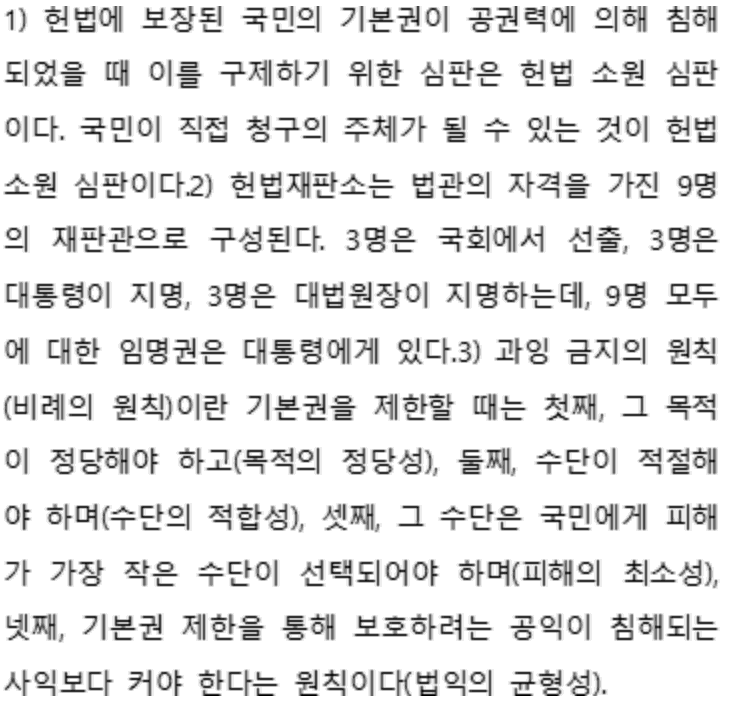 1) 헌법에 보장된 국민의 기본권이 공권력에 의해 침해
되었을 때 이를 구제하기 위한 심판은 헌법 소원 심판
이다. 국민이 직접 청구의 주체가 될 수 있는 것이 헌법
소원 심판이다.2) 헌법재판소는 법관의 자격을 가진 9명
의 재판관으로 구성된다. 3명은 국회에서 선출, 3명은
대통령이 지명, 3명은 대법원장이 지명하는데, 9명 모두
에 대한 임명권은 대통령에게 있다.3) 과잉 금지의 원칙
(비례의 원칙)이란 기본권을 제한할 때는 첫째, 그 목적
이 정당해야 하고(목적의 정당성), 둘째, 수단이 적절해
야 하며(수단의 적합성), 셋째, 그 수단은 국민에게 피해
가 가장 작은 수단이 선택되어야 하며(피해의 최소성),
넷째, 기본권 제한을 통해 보호하려는 공익이 침해되는
사익보다 커야 한다는 원칙이다(법익의 균형성).